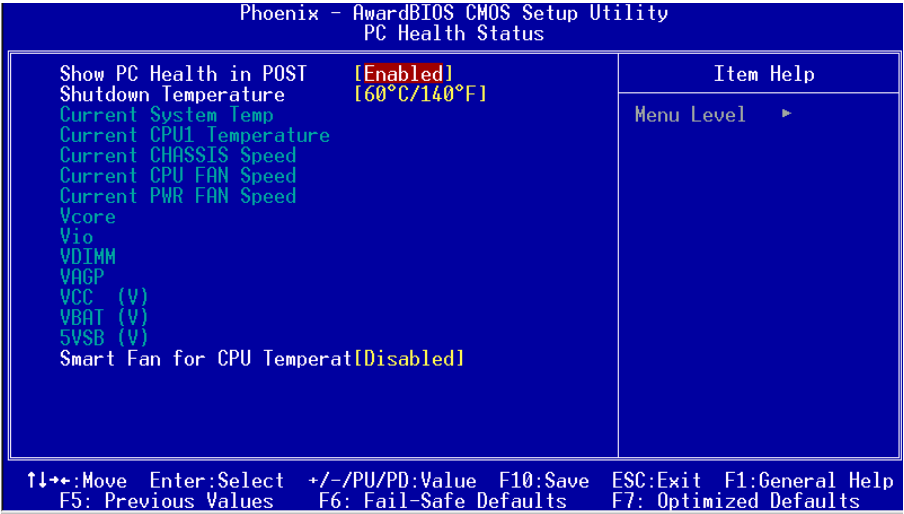 Phoenix - AwardBIOS CMOS Setup Utility
PC Health Status
Show PC Health in POST [Enabled]
Shutdown Temperature [60°C/140°F]
Current System Temp
Current CPU1 Temperature
Current CHASSIS Speed
Current CPU FAN Speed
Current PWR FAN Speed
Vcore
Vio
VDIMM
VAGP
VCC (V)
VBAT (V)
5VSB (V)
Smart Fan for CPU Temperat[Disabled]
Item Help
Menu Level ►
↑↓→←:Move Enter:Select +/-/PU/PD:Value F10:Save ESC:Exit F1:General Help
F5: Previous Values F6: Fail-Safe Defaults F7: Optimized Defaults